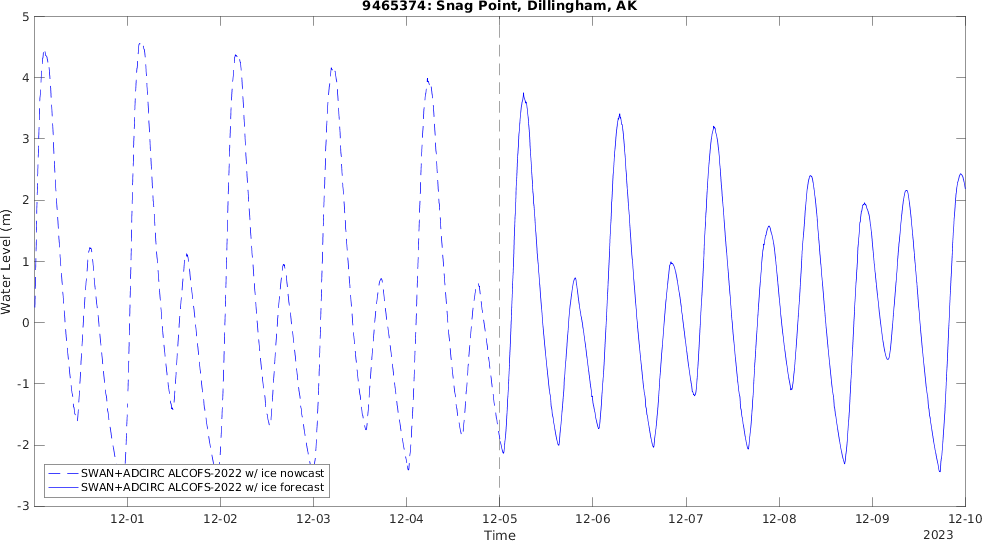 9465374: Snag Point, Dillingham, AK
5
4
3
2
1
0
-1
-2
-3
Water Level (m)
SWAN+ADCIRC ALCOFS-2022 w/ ice nowcast
SWAN+ADCIRC ALCOFS-2022 w/ ice forecast
12-01 12-02 12-03 12-04 12-05 12-06 12-07 12-08 12-09 12-10
Time
2023